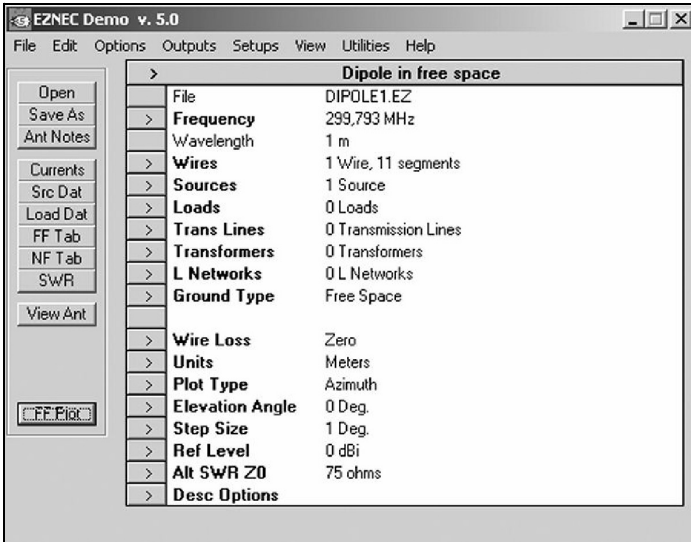 EZNEC Demo v. 5.0
File Edit Options Outputs Setups View Utilities Help
> Dipole in free space
Open
Save As
Ant Notes
Currents
Src Dat
Load Dat
FF Tab
NF Tab
SWR
View Ant
FF Plot
File DIPOLE1.EZ
> Frequency 299,793 MHz
Wavelength 1 m
> Wires 1 Wire, 11 segments
> Sources 1 Source
> Loads 0 Loads
> Trans Lines 0 Transmission Lines
> Transformers 0 Transformers
> L Networks 0 L Networks
> Ground Type Free Space
> Wire Loss Zero
> Units Meters
> Plot Type Azimuth
> Elevation Angle 0 Deg.
> Step Size 1 Deg.
> Ref Level 0 dBi
> Alt SWR Z0 75 ohms
> Desc Options